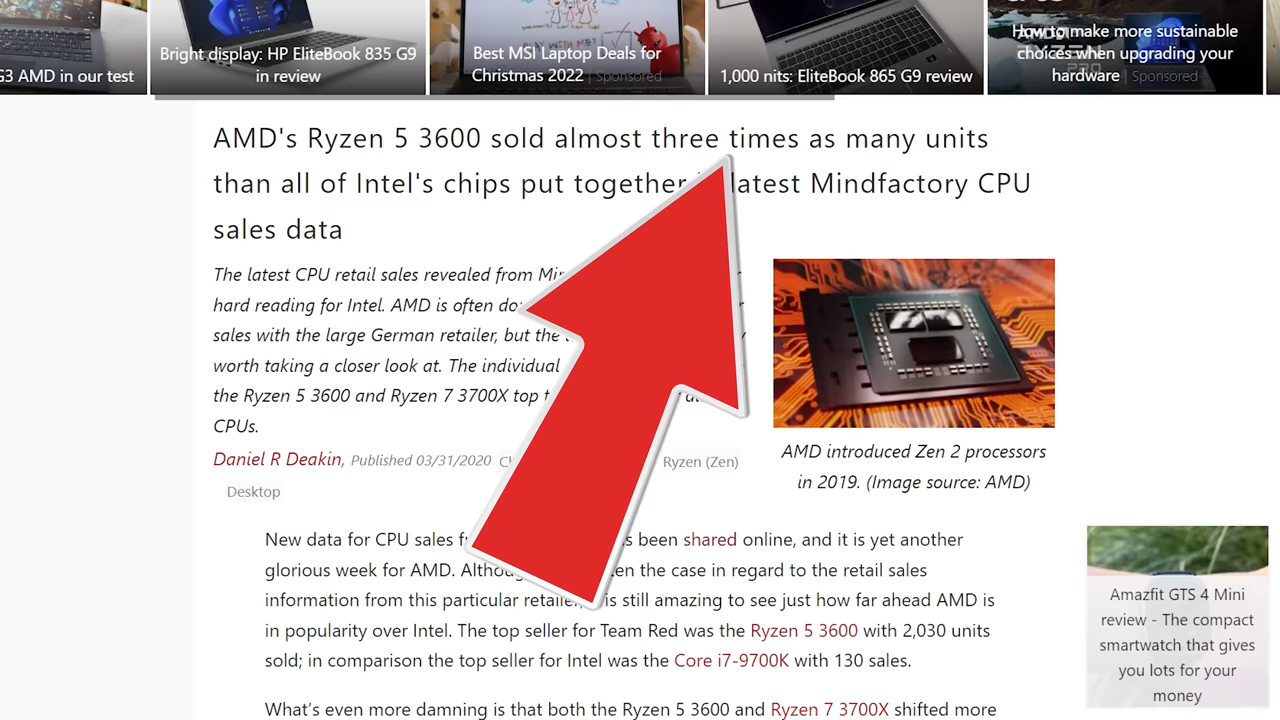 G3 AMD in our test
Bright display: HP EliteBook 835 G9
in review
Best MSI Laptop Deals for
Christmas 2022 | Sponsored
1,000 nits: EliteBook 865 G9 review
How to make more sustainable
choices when upgrading your
hardware | Sponsored
RYZEN
PRO
AMD's Ryzen 5 3600 sold almost three times as many units
than all of Intel's chips put together latest Mindfactory CPU
sales data
The latest CPU retail sales revealed from
hard reading for Intel. AMD is often
sales with the large German retailer, but the
worth taking a closer look at. The individual
the Ryzen 5 3600 and Ryzen 7 3700X top
CPUs.
Daniel R Deakin, Published 03/31/2020
Ryzen (Zen)
Desktop
AMD introduced Zen 2 processors
in 2019. (Image source: AMD)
New data for CPU sales been shared online, and it is yet another
glorious week for AMD. the case in regard to the retail sales
information from this particular retailer, is still amazing to see just how far ahead AMD is
in popularity over Intel. The top seller for Team Red was the Ryzen 5 3600 with 2,030 units
sold; in comparison the top seller for Intel was the Core i7-9700K with 130 sales.
What's even more damning is that both the Ryzen 5 3600 and Ryzen 7 3700X shifted more
Amazfit GTS 4 Mini
review - The compact
smartwatch that gives
you lots for your
money